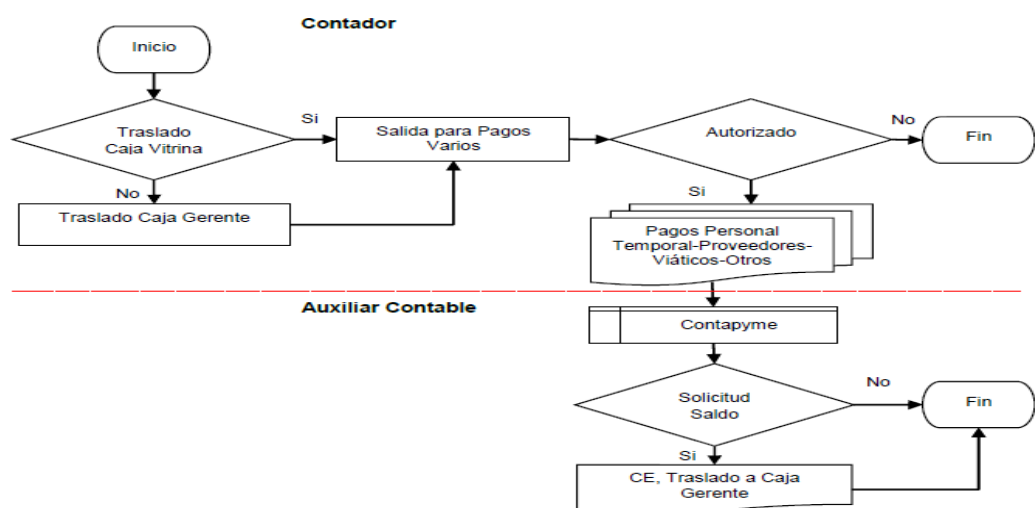 Contador
Inicio
Traslado
Caja Vitrina
Si
Salida para Pagos
Varios
Autorizado
No
Fin
No
Traslado Caja Gerente
Si
Pagos Personal
Temporal-Proveedores-
Viáticos-Otros
Auxiliar Contable
Contapyme
Solicitud
Saldo
No
Fin
Si
CE, Traslado a Caja
Gerente